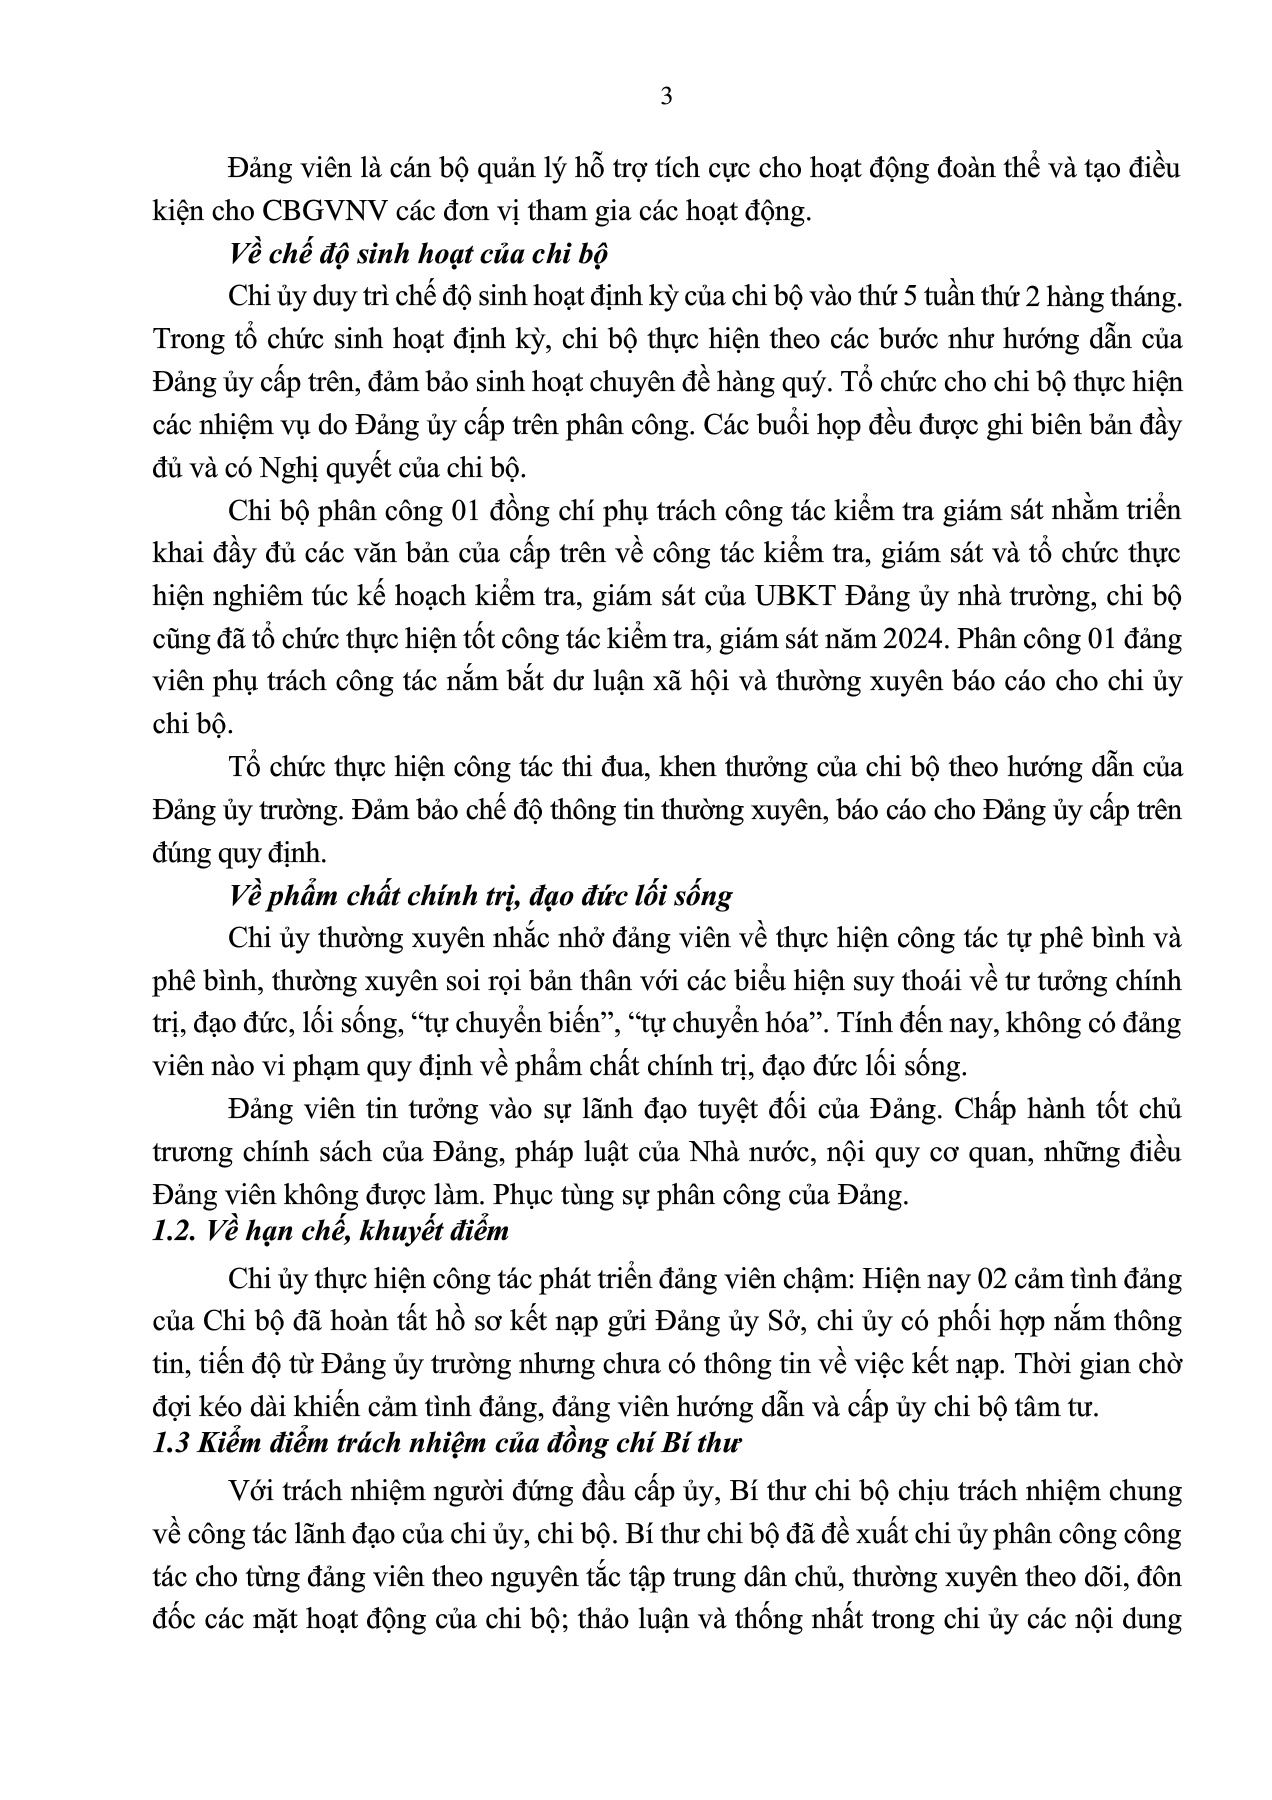 3
Đảng viên là cán bộ quản lý hỗ trợ tích cực cho hoạt động đoàn thể và tạo điều
kiện cho CBGVNV các đơn vị tham gia các hoạt động.
Về chế độ sinh hoạt của chi bộ
Chi ủy duy trì chế độ sinh hoạt định kỳ của chi bộ vào thứ 5 tuần thứ 2 hàng tháng.
Trong tổ chức sinh hoạt định kỳ, chi bộ thực hiện theo các bước như hướng dẫn của
Đảng ủy cấp trên, đảm bảo sinh hoạt chuyên đề hàng quý. Tổ chức cho chi bộ thực hiện
các nhiệm vụ do Đảng ủy cấp trên phân công. Các buổi họp đều được ghi biên bản đầy
đủ và có Nghị quyết của chi bộ.
Chi bộ phân công 01 đồng chí phụ trách công tác kiểm tra giám sát nhằm triển
khai đầy đủ các văn bản của cấp trên về công tác kiểm tra, giám sát và tổ chức thực
hiện nghiêm túc kế hoạch kiểm tra, giám sát của UBKT Đảng ủy nhà trường, chi bộ
cũng đã tổ chức thực hiện tốt công tác kiểm tra, giám sát năm 2024. Phân công 01 đảng
viên phụ trách công tác nắm bắt dư luận xã hội và thường xuyên báo cáo cho chi ủy
chi bộ.
Tổ chức thực hiện công tác thi đua, khen thưởng của chi bộ theo hướng dẫn của
Đảng ủy trường. Đảm bảo chế độ thông tin thường xuyên, báo cáo cho Đảng ủy cấp trên
đúng quy định.
Về phẩm chất chính trị, đạo đức lối sống
Chi ủy thường xuyên nhắc nhở đảng viên về thực hiện công tác tự phê bình và
phê bình, thường xuyên soi rọi bản thân với các biểu hiện suy thoái về tư tưởng chính
trị, đạo đức, lối sống, “tự chuyển biến”, “tự chuyển hóa”. Tính đến nay, không có đảng
viên nào vi phạm quy định về phẩm chất chính trị, đạo đức lối sống.
Đảng viên tin tưởng vào sự lãnh đạo tuyệt đối của Đảng. Chấp hành tốt chủ
trương chính sách của Đảng, pháp luật của Nhà nước, nội quy cơ quan, những điều
Đảng viên không được làm. Phục tùng sự phân công của Đảng.
1.2. Về hạn chế, khuyết điểm
Chi ủy thực hiện công tác phát triển đảng viên chậm: Hiện nay 02 cảm tình đảng
của Chi bộ đã hoàn tất hồ sơ kết nạp gửi Đảng ủy Sở, chi ủy có phối hợp nắm thông
tin, tiến độ từ Đảng ủy trường nhưng chưa có thông tin về việc kết nạp. Thời gian chờ
đợi kéo dài khiến cảm tình đảng, đảng viên hướng dẫn và cấp ủy chi bộ tâm tư.
1.3 Kiểm điểm trách nhiệm của đồng chí Bí thư
Với trách nhiệm người đứng đầu cấp ủy, Bí thư chi bộ chịu trách nhiệm chung
về công tác lãnh đạo của chi ủy, chi bộ. Bí thư chi bộ đã đề xuất chi ủy phân công công
tác cho từng đảng viên theo nguyên tắc tập trung dân chủ, thường xuyên theo dõi, đôn
đốc các mặt hoạt động của chi bộ; thảo luận và thống nhất trong chi ủy các nội dung